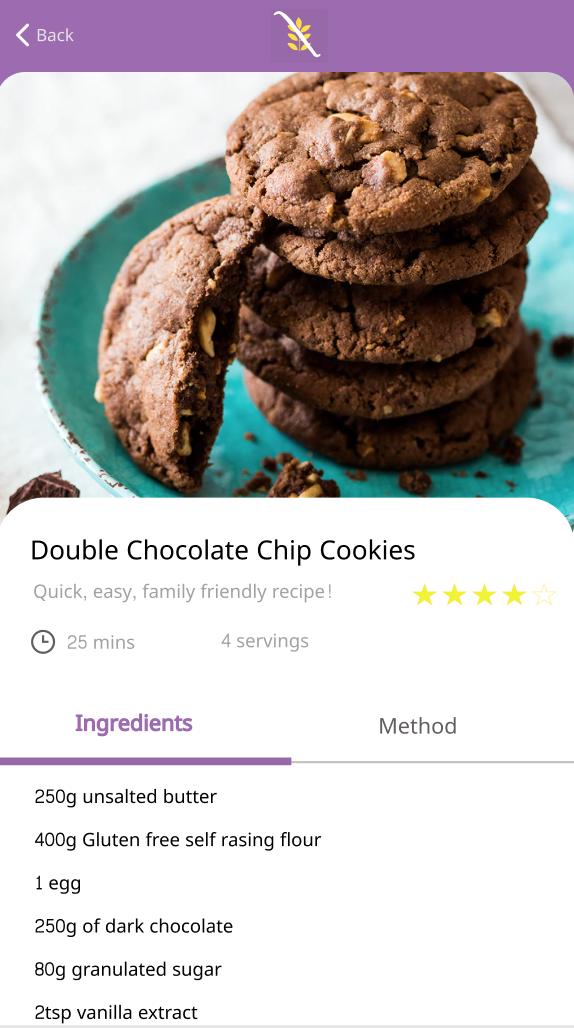 Back
Double Chocolate Chip Cookies
Quick, easy, family friendly recipe!
25 mins
4 servings
Ingredients
Method
250g unsalted butter
400g Gluten free self rasing flour
1 egg
250g of dark chocolate
80g granulated sugar
2tsp vanilla extract